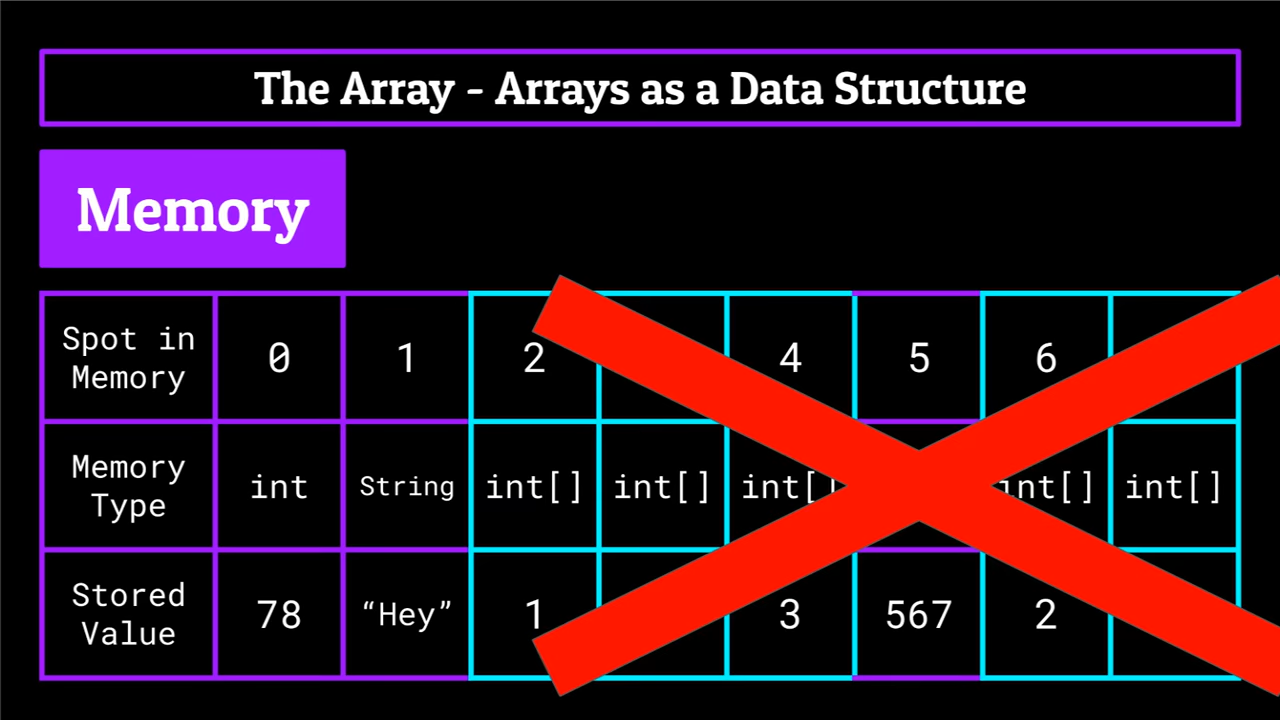 The Array - Arrays as a Data Structure
Memory
Spot in Memory 0 1 2 4 5 6
Memory Type int String int[] int[] int[] int[] int[]
Stored Value 78 “Hey” 1 3 567 2